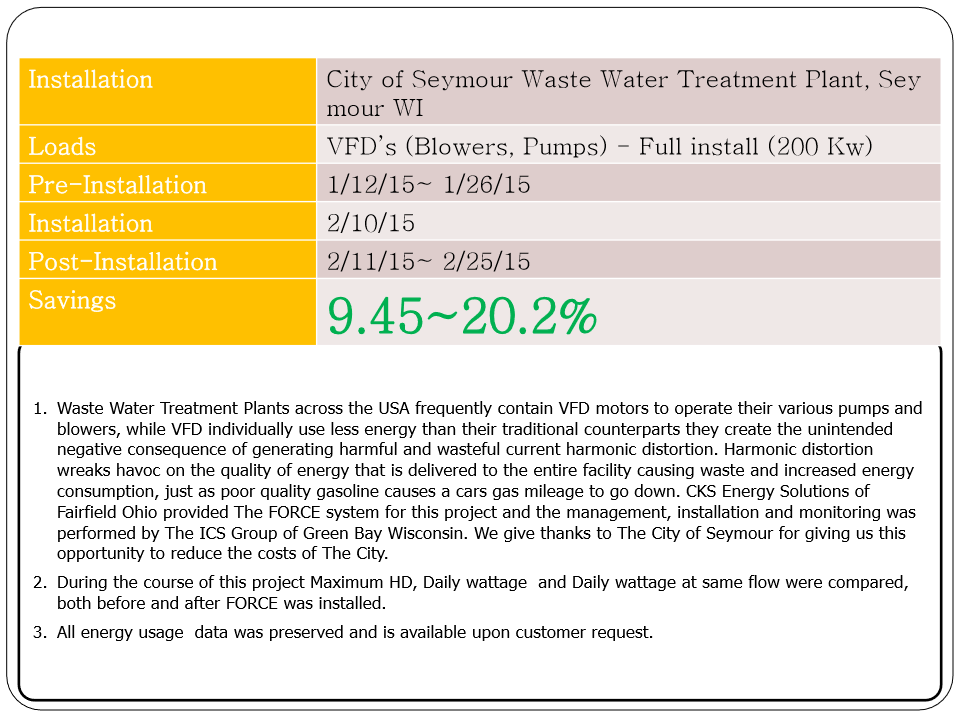 Installation
City of Seymour Waste Water Treatment Plant, Sey
mour WI
Loads
VFD’s (Blowers, Pumps) – Full install (200 Kw)
Pre-Installation
1/12/15~ 1/26/15
Installation
2/10/15
Post-Installation
2/11/15~ 2/25/15
Savings
9.45~20.2%
1. Waste Water Treatment Plants across the USA frequently contain VFD motors to operate their various pumps and
blowers, while VFD individually use less energy than their traditional counterparts they create the unintended
negative consequence of generating harmful and wasteful current harmonic distortion. Harmonic distortion
wreaks havoc on the quality of energy that is delivered to the entire facility causing waste and increased energy
consumption, just as poor quality gasoline causes a cars gas mileage to go down. CKS Energy Solutions of
Fairfield Ohio provided The FORCE system for this project and the management, installation and monitoring was
performed by The ICS Group of Green Bay Wisconsin. We give thanks to The City of Seymour for giving us this
opportunity to reduce the costs of The City.
2. During the course of this project Maximum HD, Daily wattage  and Daily wattage at same flow were compared,
both before and after FORCE was installed.
3. All energy usage  data was preserved and is available upon customer request.